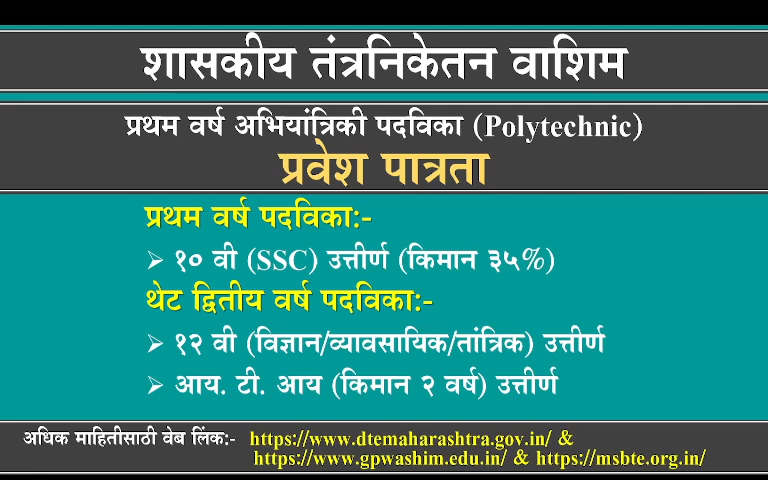 शासकीय तंत्रनिकेतन वाशिम
प्रथम वर्ष अभियांत्रिकी पदविका (Polytechnic)
प्रवेश पात्रता
प्रथम वर्ष पदविका:-
➢ १० वी (SSC) उत्तीर्ण (किमान ३५%)
थेट द्वितीय वर्ष पदविका:-
➢ १२ वी (विज्ञान/व्यावसायिक/तांत्रिक) उत्तीर्ण
➢ आय. टी. आय (किमान २ वर्ष) उत्तीर्ण
अधिक माहितीसाठी वेब लिंक:- https://www.dtemaharashtra.gov.in/ &
https://www.gpwashim.edu.in/ & https://msbte.org.in/